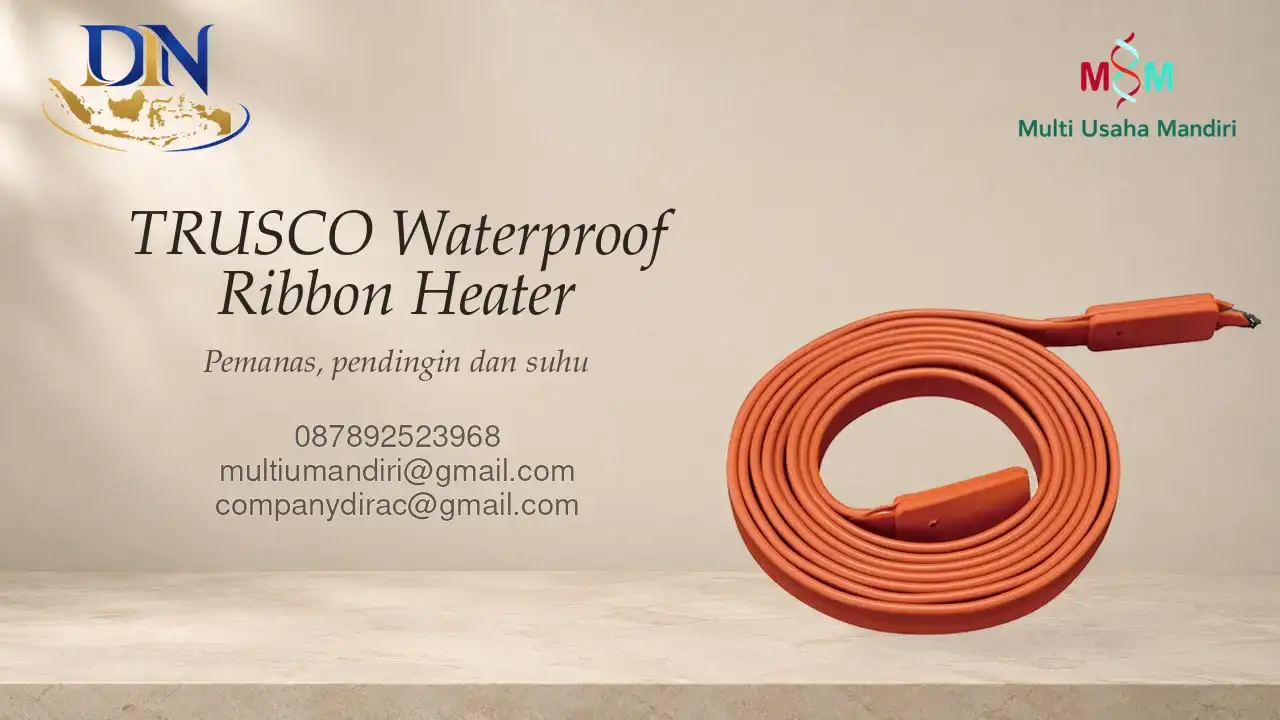 DN
MSM
Multi Usaha Mandiri
TRUSCO Waterproof
Ribbon Heater
Pemanas, pendingin dan suhu
087892523968
multiumandiri@gmail.com
companydirac@gmail.com